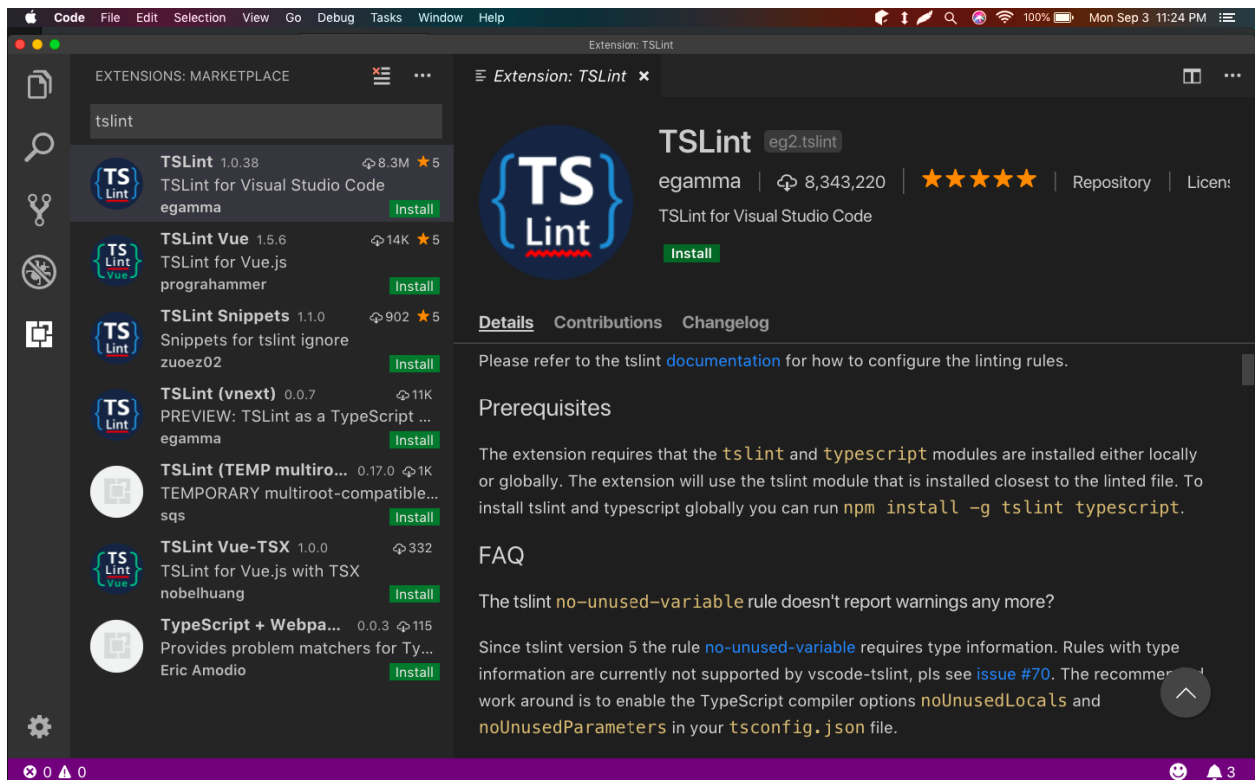 Code File Edit Selection View Go Debug Tasks Window Help 100% Mon Sep 3 11:24 PM
Extension: TSLint
EXTENSIONS: MARKETPLACE
tslint
TSLint 1.0.38 8.3M ★5
TSLint for Visual Studio Code
egamma Install
TSLint Vue 1.5.6 14K ★5
TSLint for Vue.js
prograhammer Install
TSLint Snippets 1.1.0 902 ★5
Snippets for tslint ignore
zuoez02 Install
TSLint (vnext) 0.0.7 11K
PREVIEW: TSLint as a TypeScript ...
egamma Install
TSLint (TEMP multiro... 0.17.0 1K
TEMPORARY multiroot-compatible...
sqs Install
TSLint Vue-TSX 1.0.0 332
TSLint for Vue.js with TSX
nobelhuang Install
TypeScript + Webpa... 0.0.3 115
Provides problem matchers for Ty...
Eric Amodio Install
Extension: TSLint ×
{TS}
Lint
TSLint eg2.tslint
egamma | 8,343,220 | ★★★★★ | Repository | Licens
TSLint for Visual Studio Code
Install
Details Contributions Changelog
Please refer to the tslint documentation for how to configure the linting rules.
Prerequisites
The extension requires that the tslint and typescript modules are installed either locally
or globally. The extension will use the tslint module that is installed closest to the linted file. To
install tslint and typescript globally you can run npm install -g tslint typescript.
FAQ
The tslint no-unused-variable rule doesn't report warnings any more?
Since tslint version 5 the rule no-unused-variable requires type information. Rules with type
information are currently not supported by vscode-tslint, pls see issue #70. The recommended
work around is to enable the TypeScript compiler options noUnusedLocals and
noUnusedParameters in your tsconfig.json file.
0 0 3